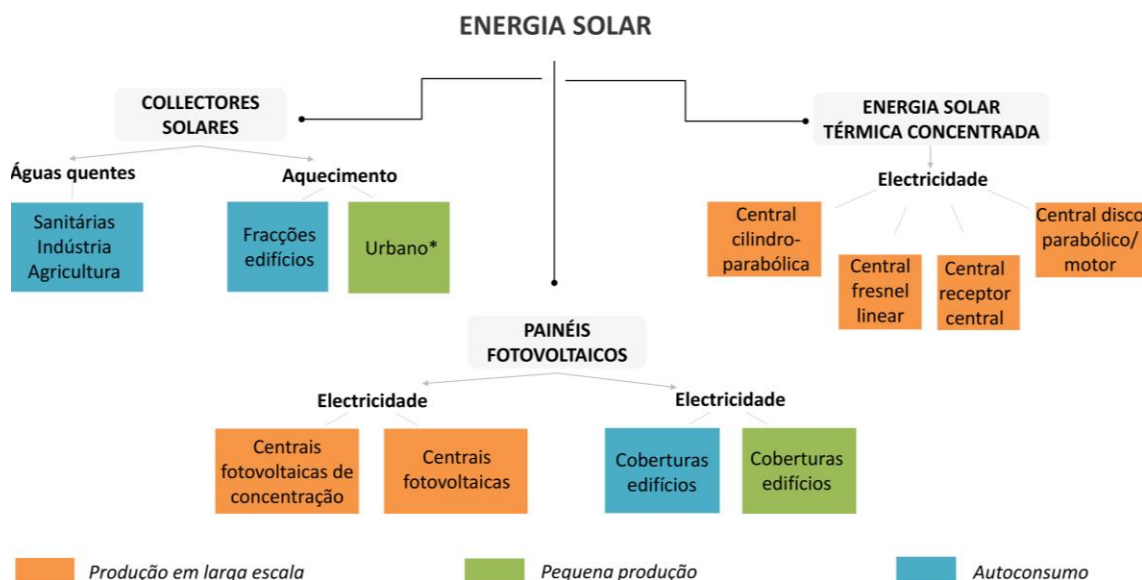 ENERGIA SOLAR
COLLECTORES
SOLARES
Águas quentes
Sanitárias
Indústria
Agricultura
Aquecimento
Fracções
edifícios
Urbano*
ENERGIA SOLAR
TÉRMICA CONCENTRADA
Electricidade
Central
cilindro-
parabólica
Central
fresnel
linear
Central
receptor
central
Central disco
parabólico/
motor
PAINÉIS
FOTOVOLTAICOS
Electricidade
Centrais
fotovoltaicas de
concentração
Centrais
fotovoltaicas
Electricidade
Coberturas
edifícios
Coberturas
edifícios
Produção em larga escala
Pequena produção
Autoconsumo